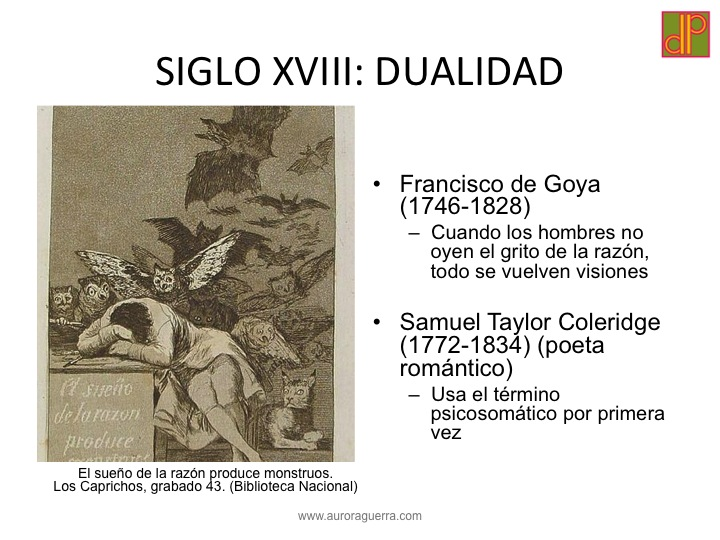 dp
SIGLO XVIII: DUALIDAD
El sueño
de la razon
produce
monstruos
El sueño de la razón produce monstruos.
Los Caprichos, grabado 43. (Biblioteca Nacional)
• Francisco de Goya
(1746-1828)
– Cuando los hombres no
oyen el grito de la razón,
todo se vuelven visiones
• Samuel Taylor Coleridge
(1772-1834) (poeta
romántico)
– Usa el término
psicosomático por primera
vez
www.auroraguerra.com